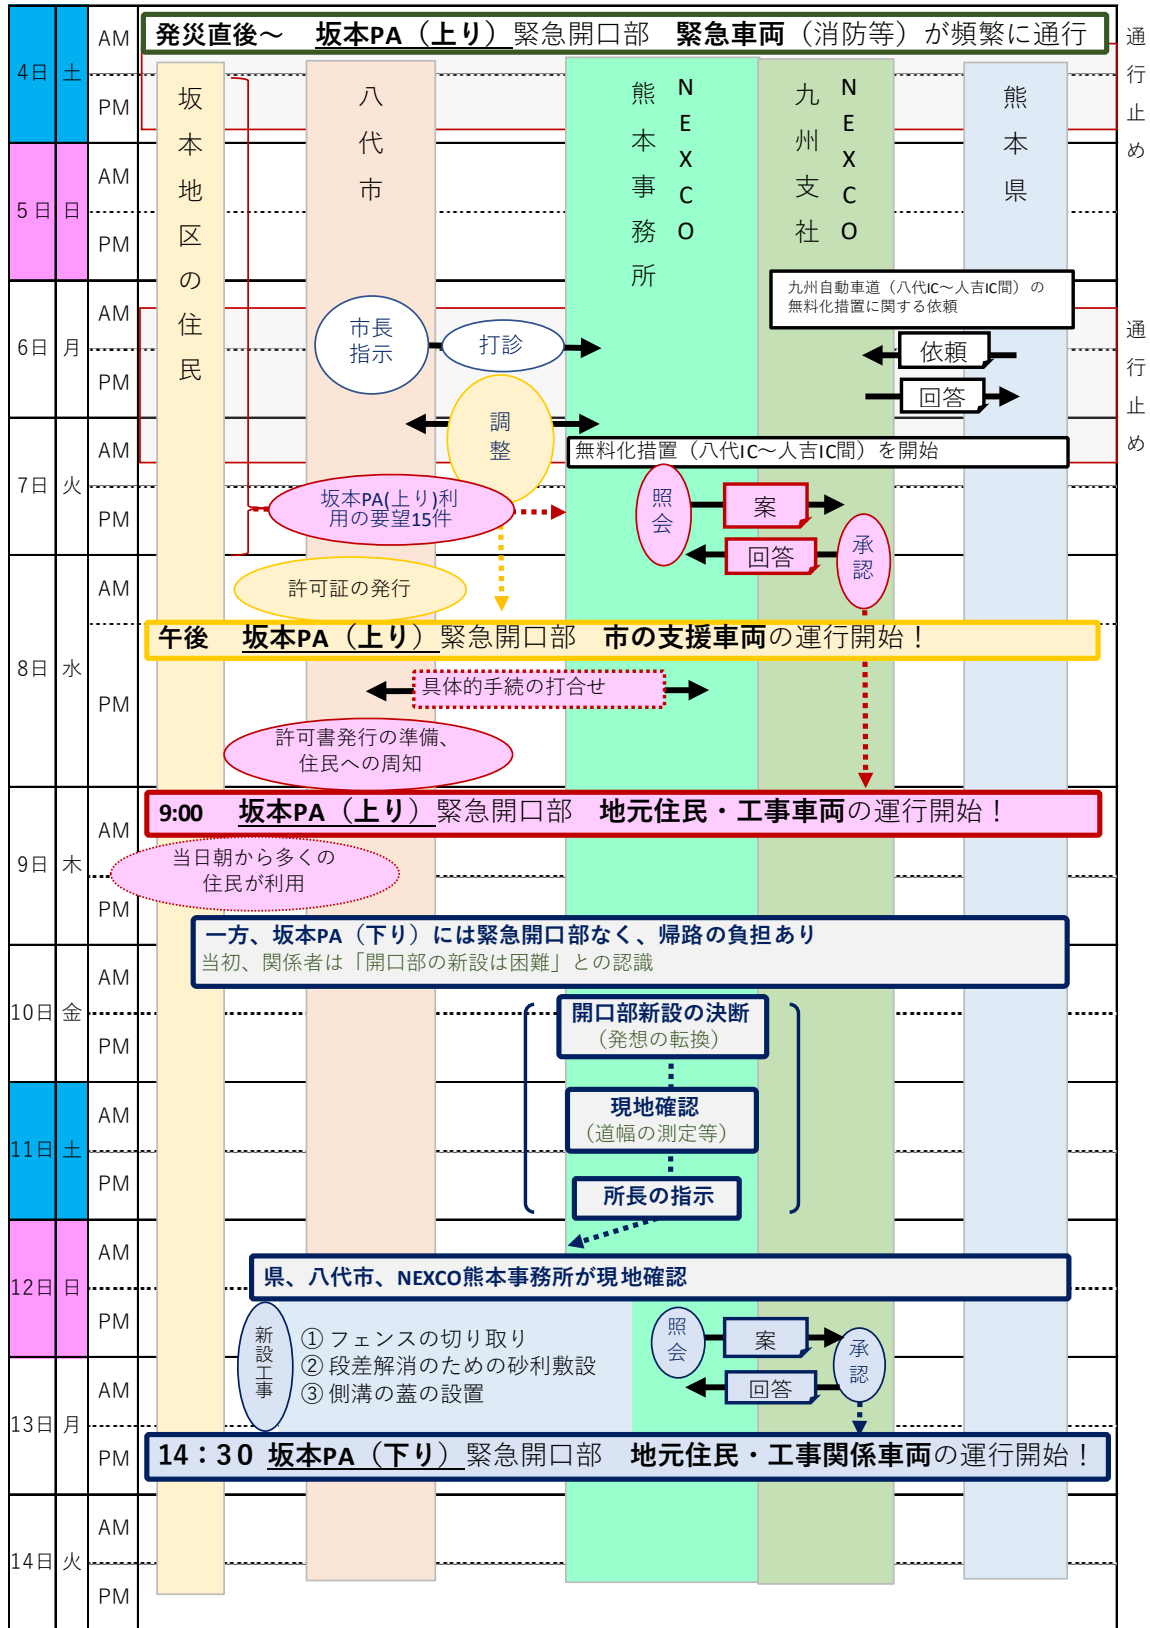 4日 土
AM
PM
発災直後～ 坂本PA（上り）緊急開口部 緊急車両（消防等）が頻繁に通行
通行止め
坂本地区の住民
八代市
NEXCO
熊本事務所
NEXCO
九州支社
熊本県
5日 日
AM
PM
6日 月
AM
PM
九州自動車道（八代IC～人吉IC間）の
無料化措置に関する依頼
通行止め
市長
指示
打診
依頼
回答
調整
7日 火
AM
PM
無料化措置（八代IC～人吉IC間）を開始
坂本PA(上り)利
用の要望15件
照会
案
回答
承認
8日 水
AM
PM
許可証の発行
午後 坂本PA（上り）緊急開口部 市の支援車両の運行開始！
具体的手続の打合せ
許可書発行の準備、
住民への周知
9日 木
AM
PM
9:00 坂本PA（上り）緊急開口部 地元住民・工事車両の運行開始！
当日朝から多くの
住民が利用
一方、坂本PA（下り）には緊急開口部なく、帰路の負担あり
当初、関係者は「開口部の新設は困難」との認識
10日 金
AM
PM
開口部新設の決断
（発想の転換）
11日 土
AM
PM
現地確認
（道幅の測定等）
所長の指示
12日 日
AM
PM
県、八代市、NEXCO熊本事務所が現地確認
新設工事
① フェンスの切り取り
② 段差解消のための砂利敷設
③ 側溝の蓋の設置
照会
案
回答
承認
13日 月
AM
PM
14：30 坂本PA（下り）緊急開口部 地元住民・工事関係車両の運行開始！
14日 火
AM
PM